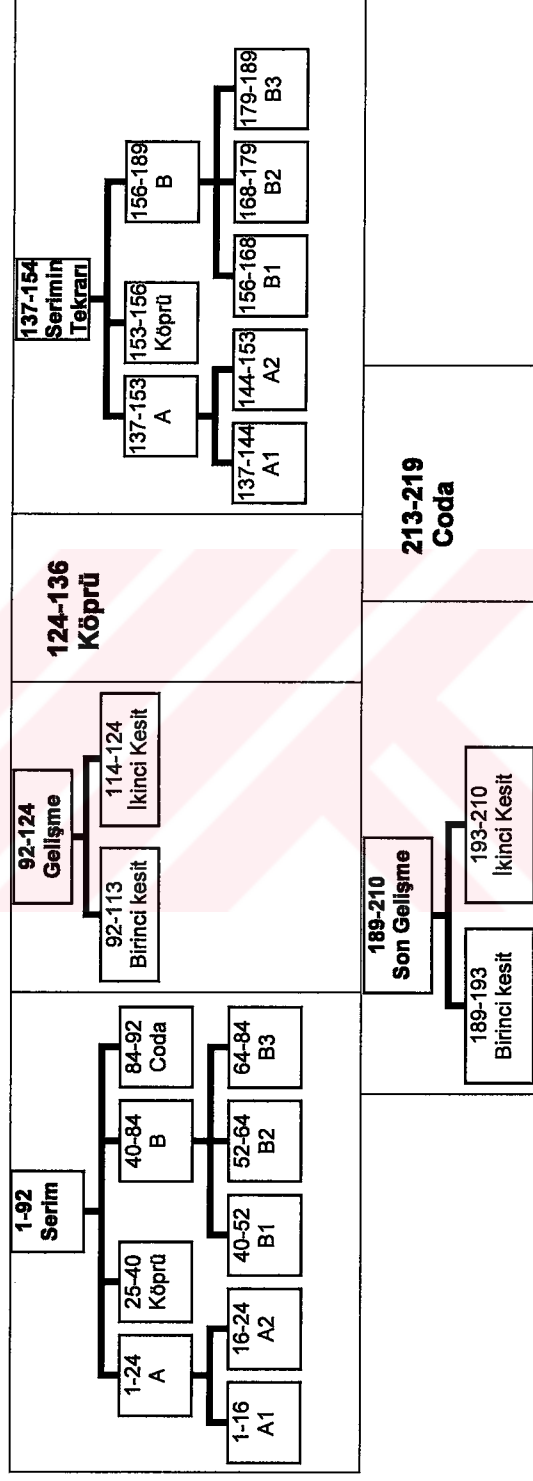 1-92
Serim
1-24
A
25-40
Köprü
40-84
B
84-92
Coda
1-16
A1
16-24
A2
40-52
B1
52-64
B2
64-84
B3
92-124
Gelişme
92-113
Birinci kesit
114-124
İkinci Kesit
124-136
Köprü
137-154
Serimin
Tekrarı
137-153
A
153-156
Köprü
156-189
B
137-144
A1
144-153
A2
156-168
B1
168-179
B2
179-189
B3
189-210
Son Gelişme
189-193
Birinci kesit
193-210
İkinci Kesit
213-219
Coda